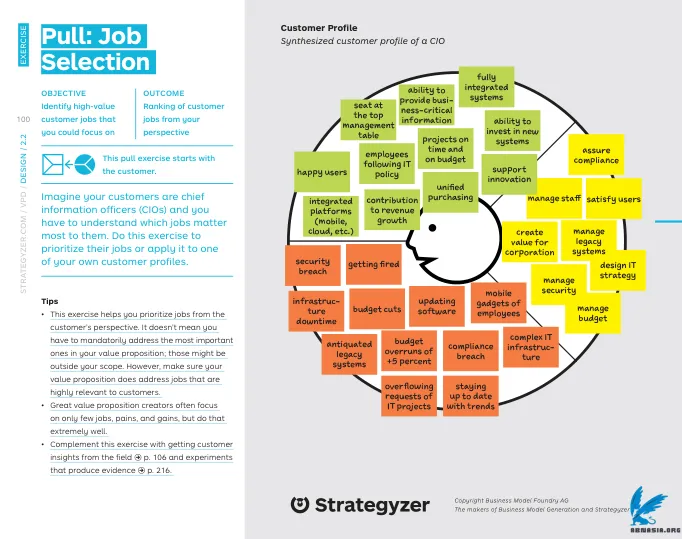 EXERCISE
Pull: Job
Selection
OBJECTIVE
Identify high-value
customer jobs that
you could focus on
OUTCOME
Ranking of customer
jobs from your
perspective
100
STRATEGYZER.COM / VPD / DESIGN / 2.2
This pull exercise starts with
the customer.
Imagine your customers are chief
information officers (CIOs) and you
have to understand which jobs matter
most to them. Do this exercise to
prioritize their jobs or apply it to one
of your own customer profiles.
Tips
• This exercise helps you prioritize jobs from the
customer's perspective. It doesn't mean you
have to mandatorily address the most important
ones in your value proposition; those might be
outside your scope. However, make sure your
value proposition does address jobs that are
highly relevant to customers.
• Great value proposition creators often focus
on only few jobs, pains, and gains, but do that
extremely well.
• Complement this exercise with getting customer
insights from the field → p. 106 and experiments
that produce evidence → p. 216.
Customer Profile
Synthesized customer profile of a CIO
fully
integrated
systems
ability to
provide busi-
ness-critical
information
seat at
the top
management
table
ability to
invest in new
systems
projects on
time and
on budget
employees
following IT
policy
happy users
support
innovation
unified
purchasing
integrated
platforms
(mobile,
cloud, etc.)
contribution
to revenue
growth
assure
compliance
manage staff
satisfy users
create
value for
corporation
manage
legacy
systems
design IT
strategy
manage
security
manage
budget
security
breach
getting fired
infrastruc-
ture
downtime
budget cuts
updating
software
mobile
gadgets of
employees
antiquated
legacy
systems
budget
overruns of
+5 percent
compliance
breach
complex IT
infrastruc-
ture
overflowing
requests of
IT projects
staying
up to date
with trends
Strategyzer
Copyright Business Model Foundry AG
The makers of Business Model Generation and Strategyzer
ARMASIA.ORG